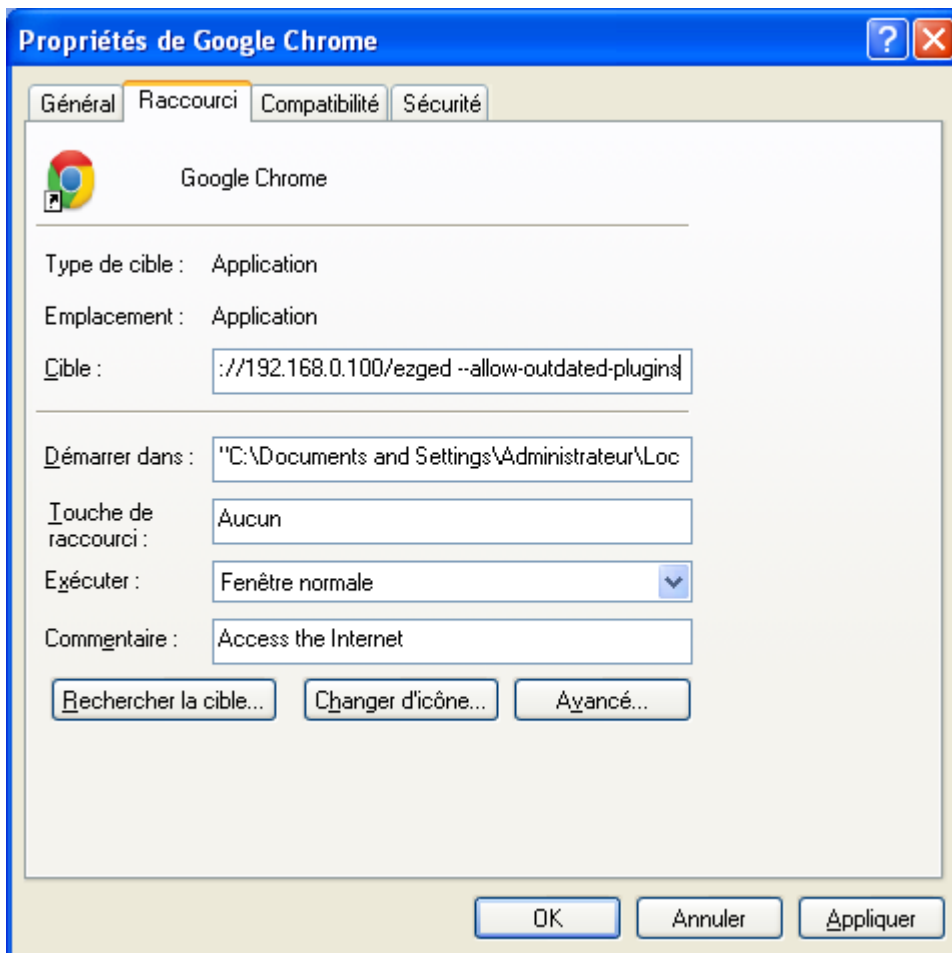 Propriétés de Google Chrome
Général Raccourci Compatibilité Sécurité
Google Chrome
Type de cible : Application
Emplacement : Application
Cible : ://192.168.0.100/ezged --allow-outdated-plugins
Démarrer dans : "C:\Documents and Settings\Administrateur\Loc
Touche de
raccourci : Aucun
Exécuter : Fenêtre normale
Commentaire : Access the Internet
Rechercher la cible... Changer d'icône... Avancé...
OK Annuler Appliquer